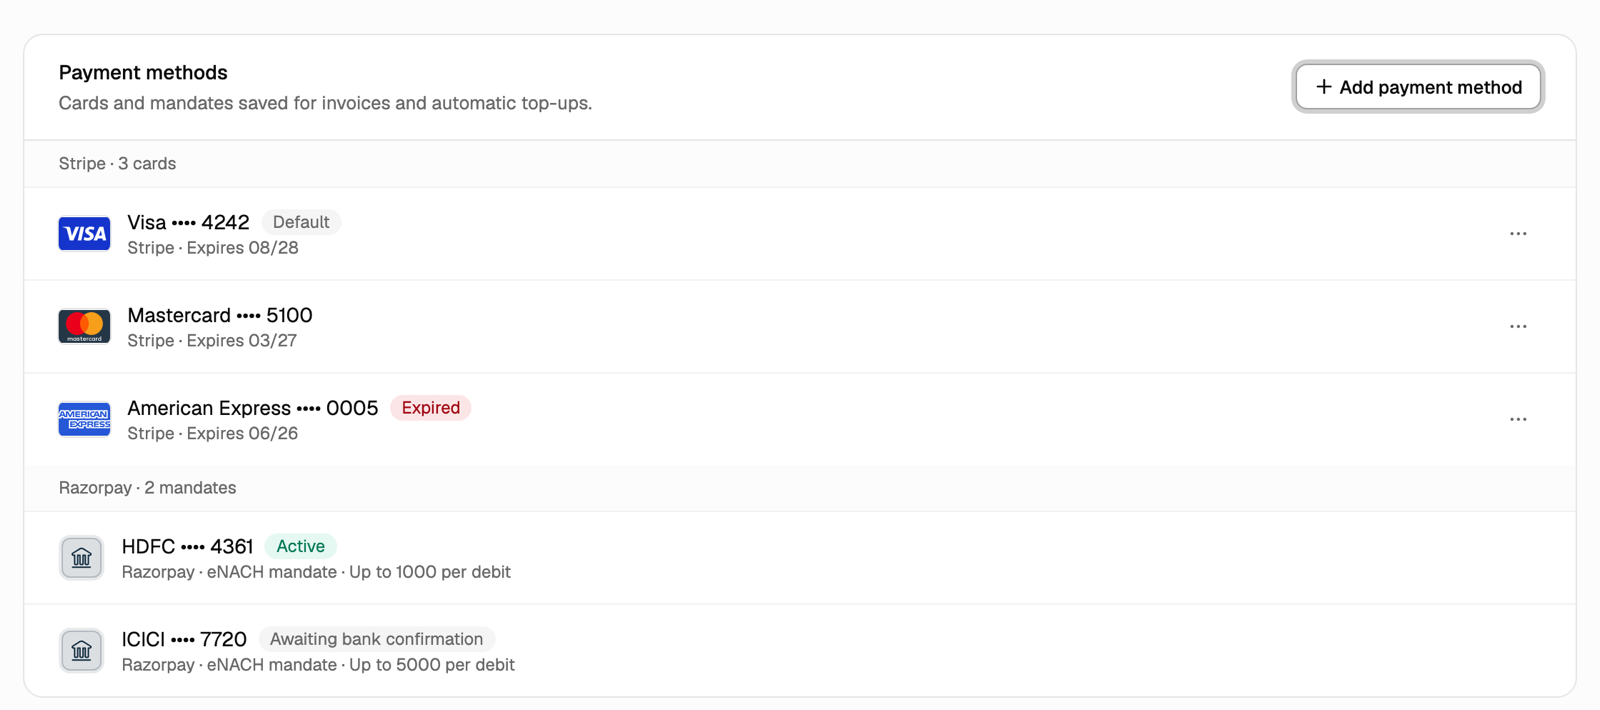 Payment methods
Cards and mandates saved for invoices and automatic top-ups.
+ Add payment method
Stripe · 3 cards
VISA
Visa •••• 4242 Default
Stripe · Expires 08/28
···
mastercard
Mastercard •••• 5100
Stripe · Expires 03/27
···
AMERICAN
EXPRESS
American Express •••• 0005 Expired
Stripe · Expires 06/26
···
Razorpay · 2 mandates
HDFC •••• 4361 Active
Razorpay · eNACH mandate · Up to 1000 per debit
ICICI •••• 7720 Awaiting bank confirmation
Razorpay · eNACH mandate · Up to 5000 per debit